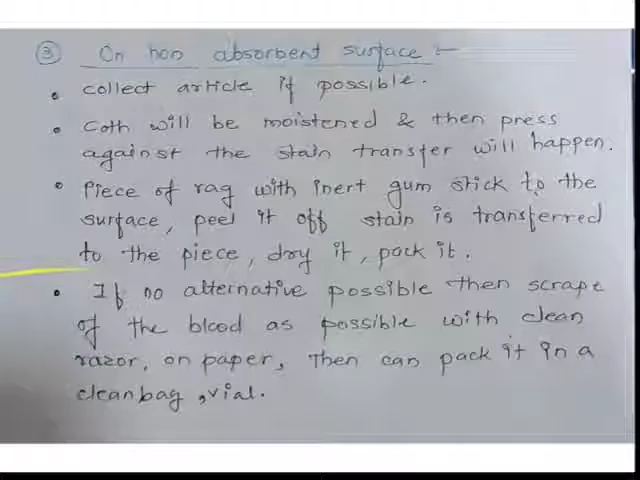 ③ On non absorbent surface :-
• collect article if possible.
• Coth will be moistened & then press
against the stain transfer will happen.
• Piece of rag with inert gum stick to the
surface, peel it off stain is transferred
to the piece, dry it, pack it.
• If no alternative possible then scrape
of the blood as possible with clean
razor, on paper, then can pack it in a
clean bag, vial.